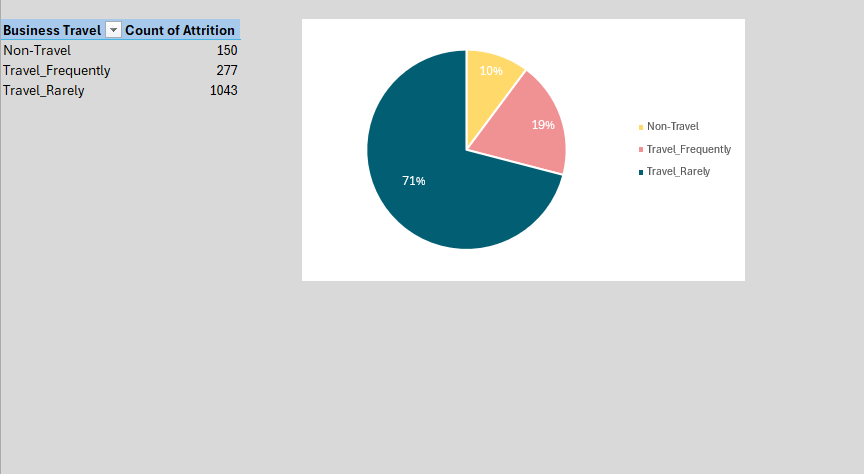 Business Travel Count of Attrition
Non-Travel 150
Travel_Frequently 277
Travel_Rarely 1043
10%
19%
71%
Non-Travel
Travel_Frequently
Travel_Rarely